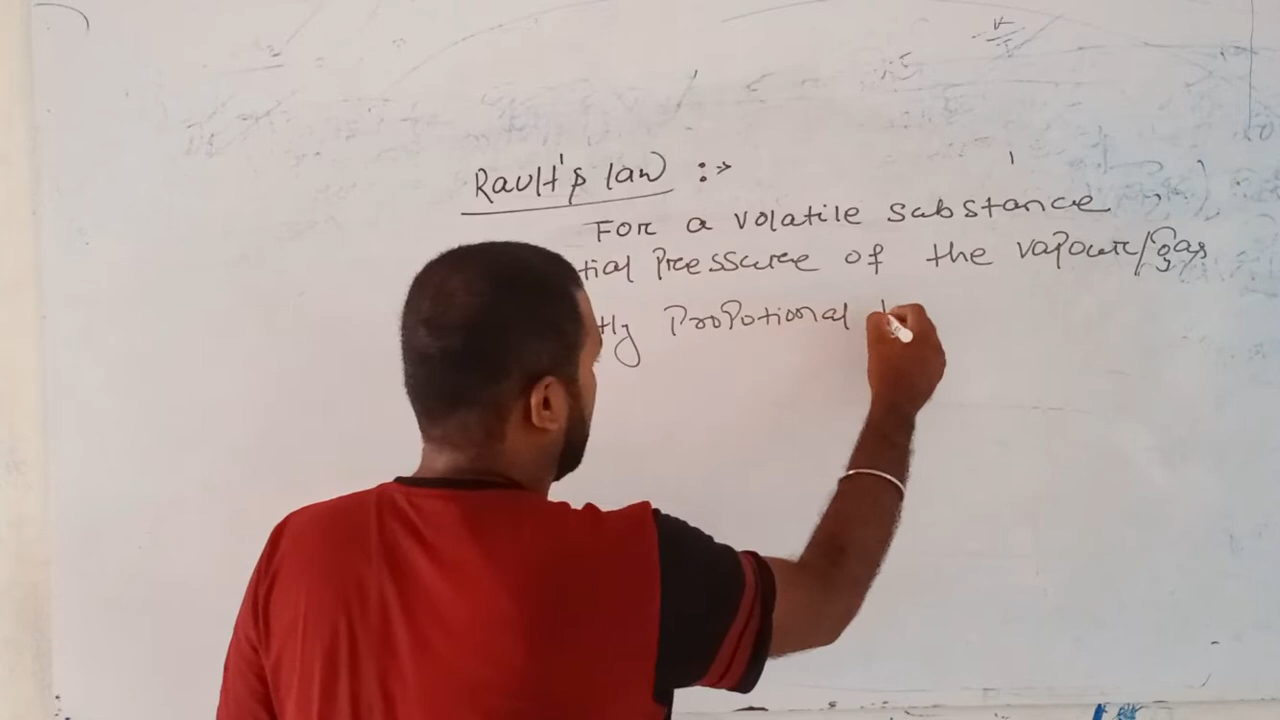 Rault's law :→
For a volatile substance
tial Pressure of the vapour/gas
tly Propotional t